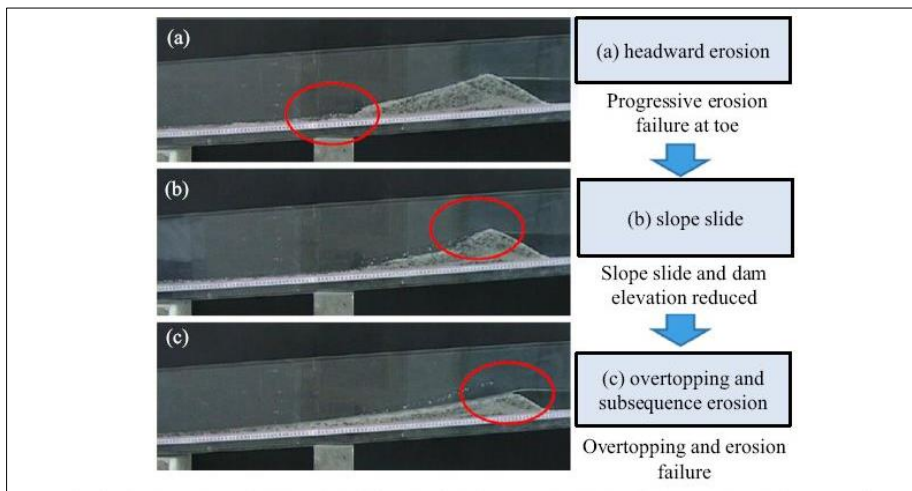 (a)
(a) headward erosion
Progressive erosion
failure at toe
(b)
(b) slope slide
Slope slide and dam
elevation reduced
(c)
(c) overtopping and
subsequence erosion
Overtopping and erosion
failure